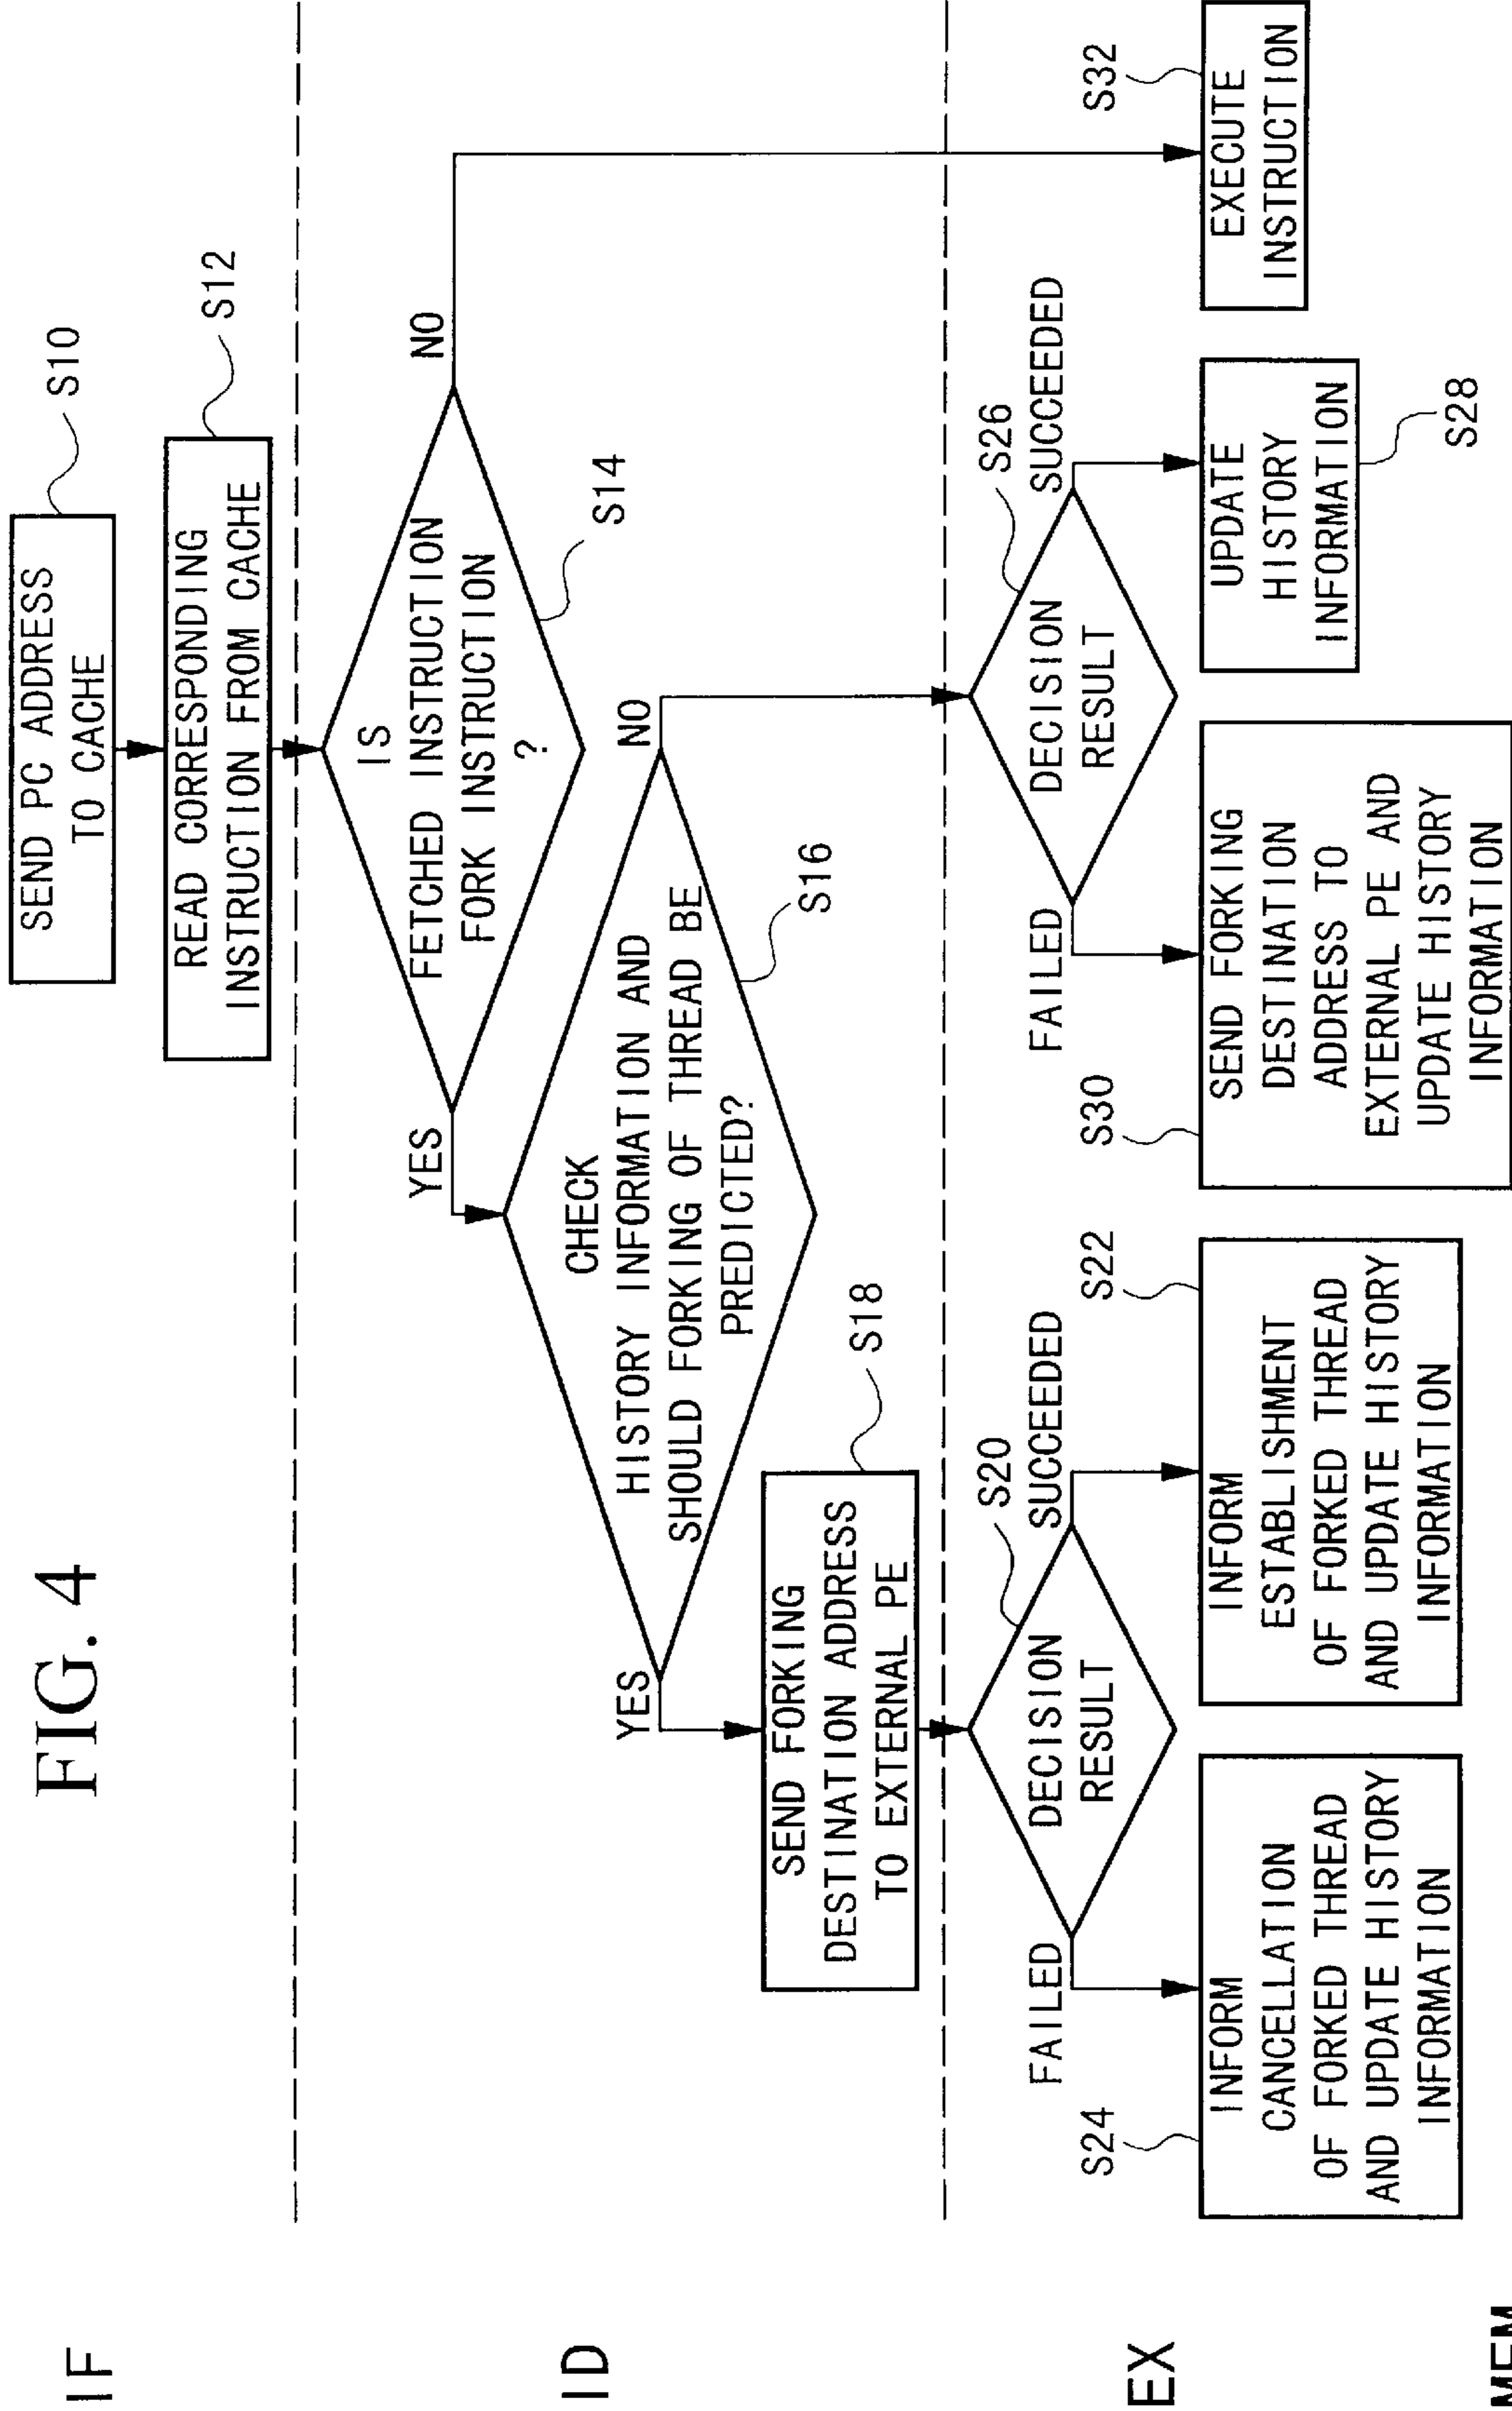 FIG. 4
IF
SEND PC ADDRESS
TO CACHE
S10
READ CORRESPONDING
INSTRUCTION FROM CACHE
S12
ID
IS
FETCHED INSTRUCTION
FORK INSTRUCTION
?
S14
YES
NO
CHECK
HISTORY INFORMATION AND
SHOULD FORKING OF THREAD BE
PREDICTED?
S16
YES
NO
SEND FORKING
DESTINATION ADDRESS
TO EXTERNAL PE
S18
EX
DECISION
RESULT
S20
FAILED
SUCCEEDED
DECISION
RESULT
S26
FAILED
SUCCEEDED
S24
INFORM
CANCELLATION
OF FORKED THREAD
AND UPDATE HISTORY
INFORMATION
S22
INFORM
ESTABLISHMENT
OF FORKED THREAD
AND UPDATE HISTORY
INFORMATION
S30
SEND FORKING
DESTINATION
ADDRESS TO
EXTERNAL PE AND
UPDATE HISTORY
INFORMATION
UPDATE
HISTORY
INFORMATION
S28
S32
EXECUTE
INSTRUCTION
MEM